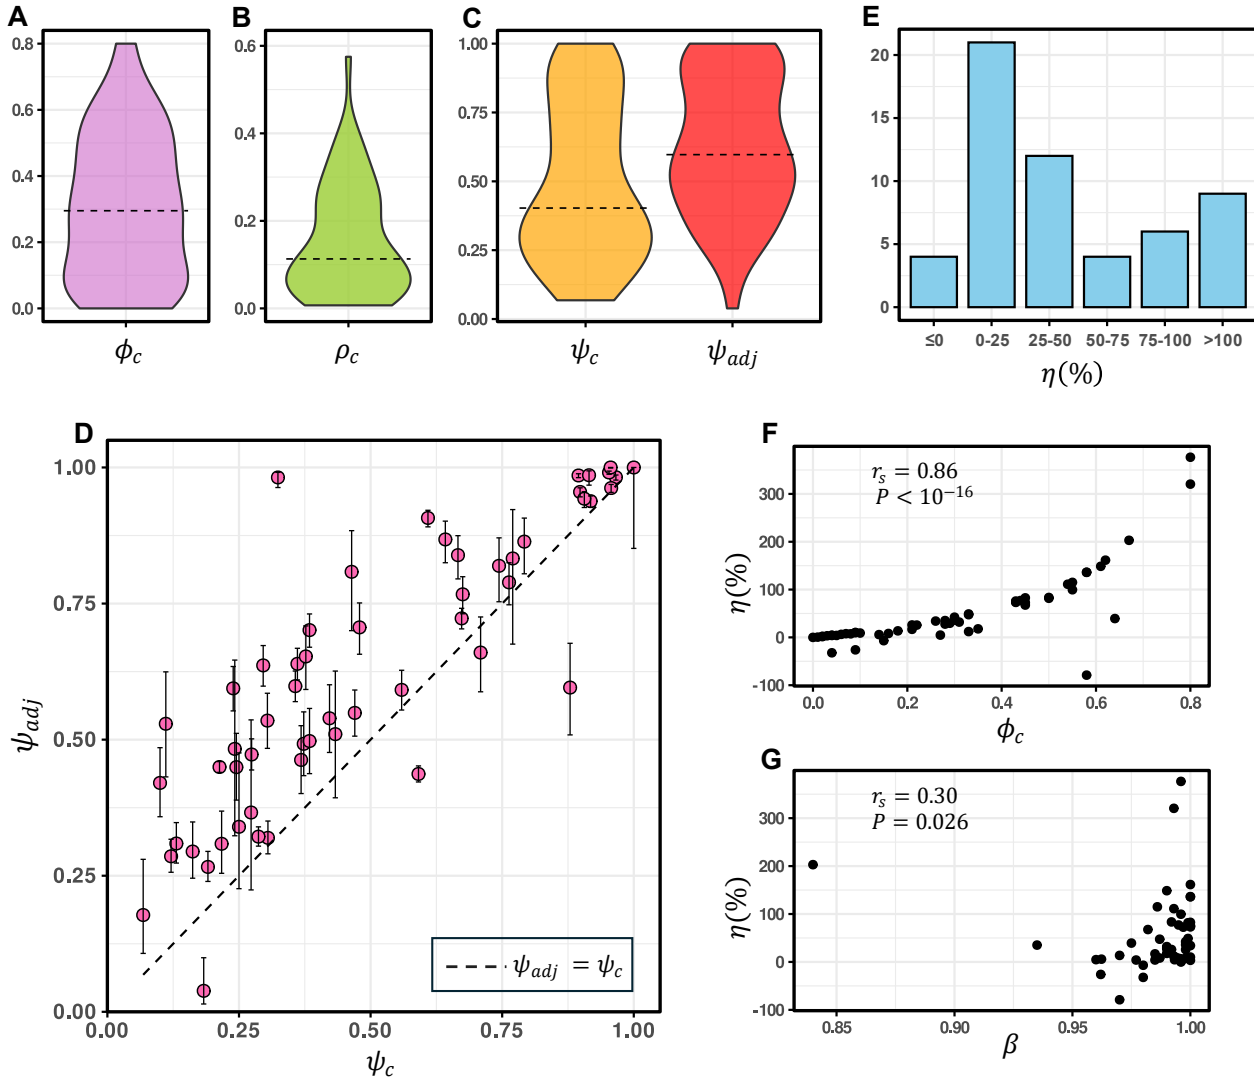 A
0.8
0.6
0.4
0.2
0.0
ϕc
B
0.6
0.4
0.2
0.0
ρc
C
1.00
0.75
0.50
0.25
0.00
ψc ψadj
E
20
15
10
5
0
≤0 0-25 25-50 50-75 75-100 >100
η(%)
D
ψadj
1.00
0.75
0.50
0.25
0.00
ψadj = ψc
0.00 0.25 0.50 0.75 1.00
ψc
F
rs = 0.86
P < 10−16
η(%)
300
200
100
0
-100
0.0 0.2 0.4 0.6 0.8
ϕc
G
rs = 0.30
P = 0.026
η(%)
300
200
100
0
-100
0.85 0.90 0.95 1.00
β